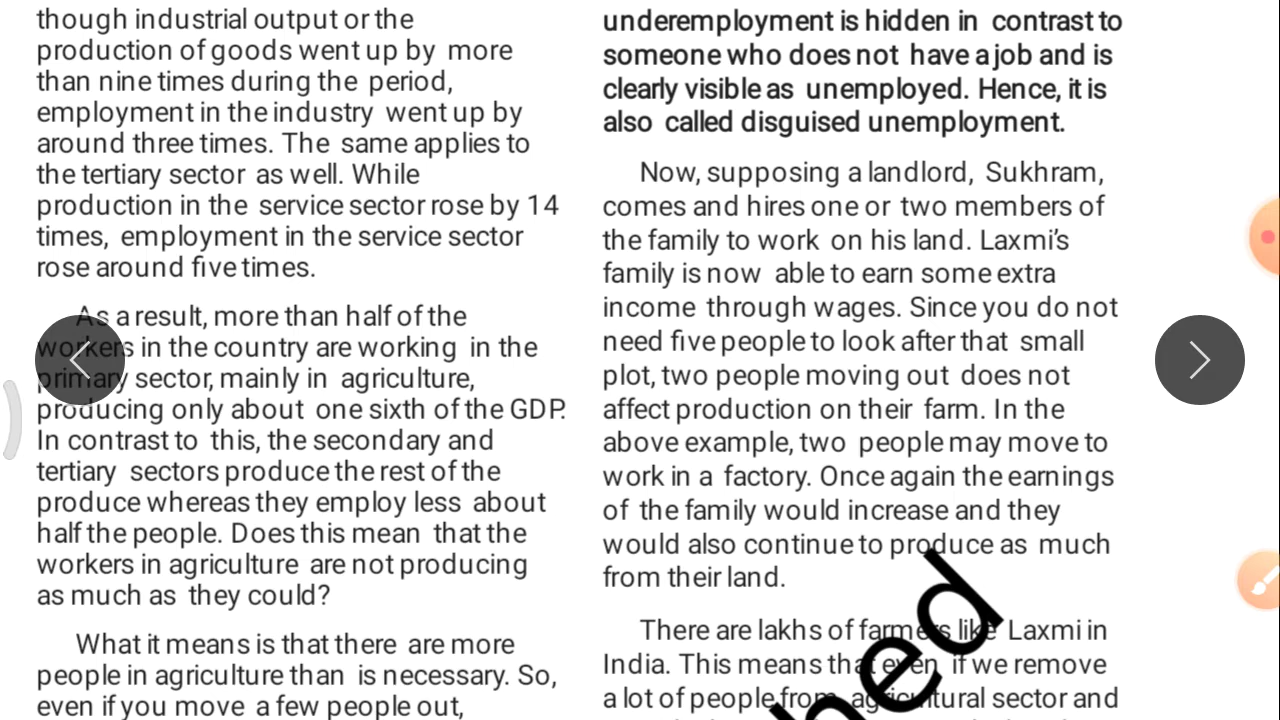 though industrial output or the
production of goods went up by more
than nine times during the period,
employment in the industry went up by
around three times. The same applies to
the tertiary sector as well. While
production in the service sector rose by 14
times, employment in the service sector
rose around five times.
As a result, more than half of the
workers in the country are working in the
primary sector, mainly in agriculture,
producing only about one sixth of the GDP.
In contrast to this, the secondary and
tertiary sectors produce the rest of the
produce whereas they employ less about
half the people. Does this mean that the
workers in agriculture are not producing
as much as they could?
What it means is that there are more
people in agriculture than is necessary. So,
even if you move a few people out,
underemployment is hidden in contrast to
someone who does not have a job and is
clearly visible as unemployed. Hence, it is
also called disguised unemployment.
Now, supposing a landlord, Sukhram,
comes and hires one or two members of
the family to work on his land. Laxmi's
family is now able to earn some extra
income through wages. Since you do not
need five people to look after that small
plot, two people moving out does not
affect production on their farm. In the
above example, two people may move to
work in a factory. Once again the earnings
of the family would increase and they
would also continue to produce as much
from their land.
There are lakhs of farmers like Laxmi in
India. This means that even if we remove
a lot of people from agricultural sector and
hed